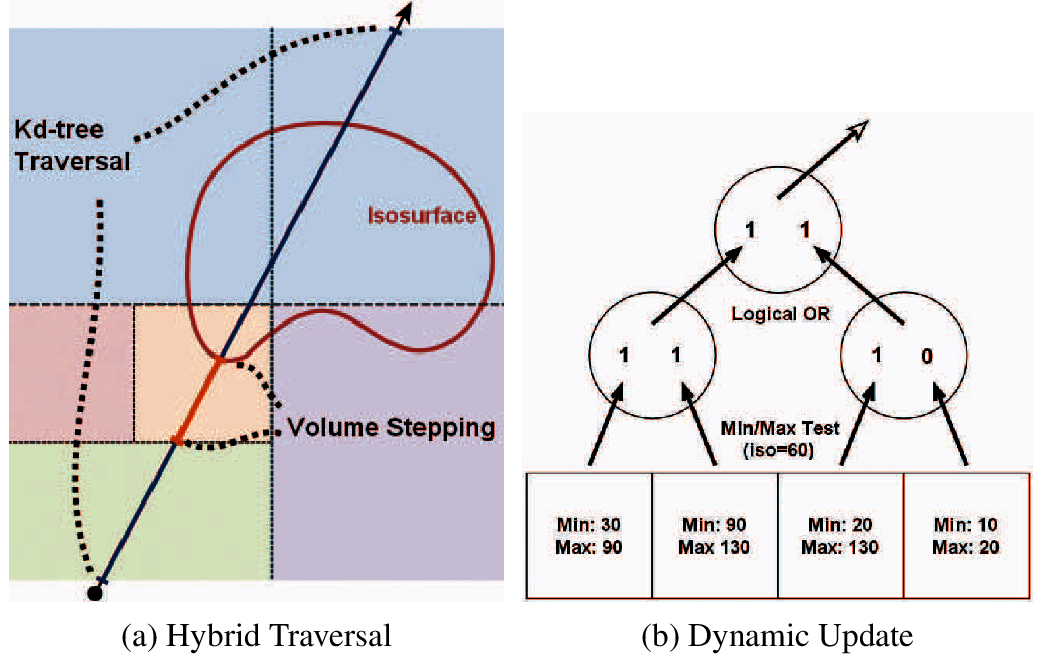 Kd-tree
Traversal
Isosurface
Volume Stepping
1 1
Logical OR
1 1
1 0
Min/Max Test
(iso=60)
Min: 30
Max: 90
Min: 90
Max 130
Min: 20
Max: 130
Min: 10
Max: 20
(a) Hybrid Traversal
(b) Dynamic Update